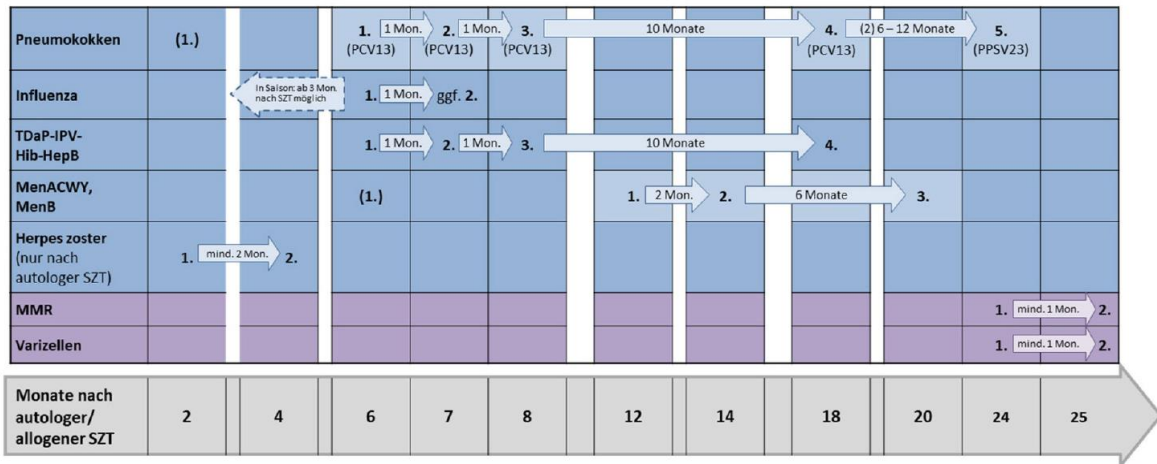 Pneumokokken (1.) 1. 1 Mon. 2. 1 Mon. 3. 10 Monate 4. (2) 6 – 12 Monate 5.
(PCV13) (PCV13) (PCV13) (PCV13) (PPSV23)
Influenza In Saison: ab 3 Mon. 1. 1 Mon. ggf. 2.
nach SZT möglich
TDaP-IPV- 1. 1 Mon. 2. 1 Mon. 3. 10 Monate 4.
Hib-HepB
MenACWY, (1.) 1. 2 Mon. 2. 6 Monate 3.
MenB
Herpes zoster
(nur nach 1. mind. 2 Mon. 2.
autologer SZT)
MMR 1. mind. 1 Mon. 2.
Varizellen 1. mind. 1 Mon. 2.
Monate nach
autologer/ 2 4 6 7 8 12 14 18 20 24 25
allogener SZT